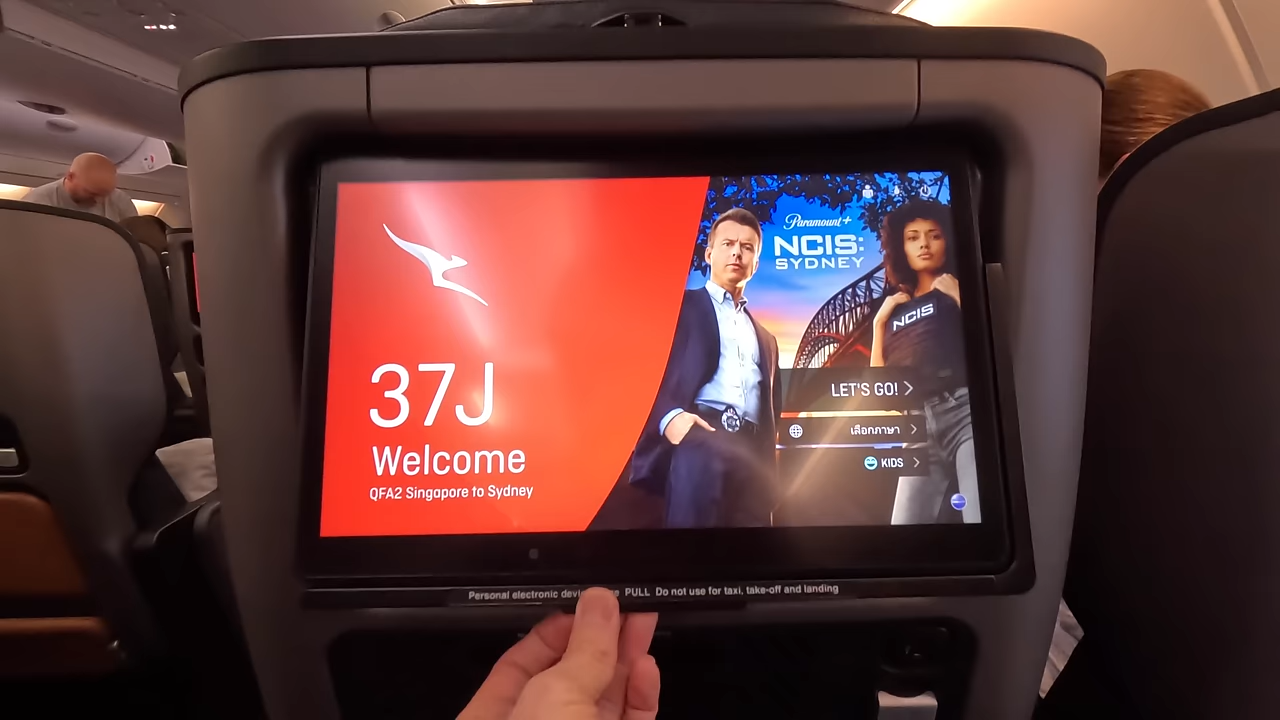 37J
Welcome
QFA2 Singapore to Sydney
Paramount+
NCIS:
SYDNEY
NCIS
LET'S GO!
เลือกภาษา
KIDS
Personal electronic PULL Do not use for taxi, take-off and landing